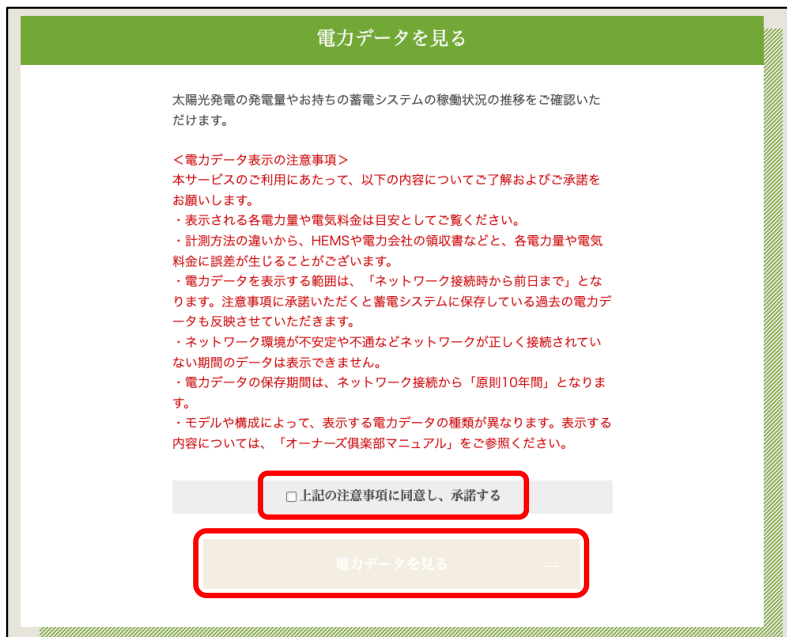 電力データを見る
太陽光発電の発電量やお持ちの蓄電システムの稼働状況の推移をご確認いた
だけます。
＜電力データ表示の注意事項＞
本サービスのご利用にあたって、以下の内容についてご了解およびご承諾を
お願いします。
・表示される各電力量や電気料金は目安としてご覧ください。
・計測方法の違いから、HEMSや電力会社の領収書などと、各電力量や電気
料金に誤差が生じることがございます。
・電力データを表示する範囲は、「ネットワーク接続時から前日まで」とな
ります。注意事項に承諾いただくと蓄電システムに保存している過去の電力デ
ータも反映させていただきます。
・ネットワーク環境が不安定や不通などネットワークが正しく接続されてい
ない期間のデータは表示できません。
・電力データの保存期間は、ネットワーク接続から「原則10年間」となりま
す。
・モデルや構成によって、表示する電力データの種類が異なります。表示する
内容については、「オーナーズ倶楽部マニュアル」をご参照ください。
□上記の注意事項に同意し、承諾する
電力データを見る →